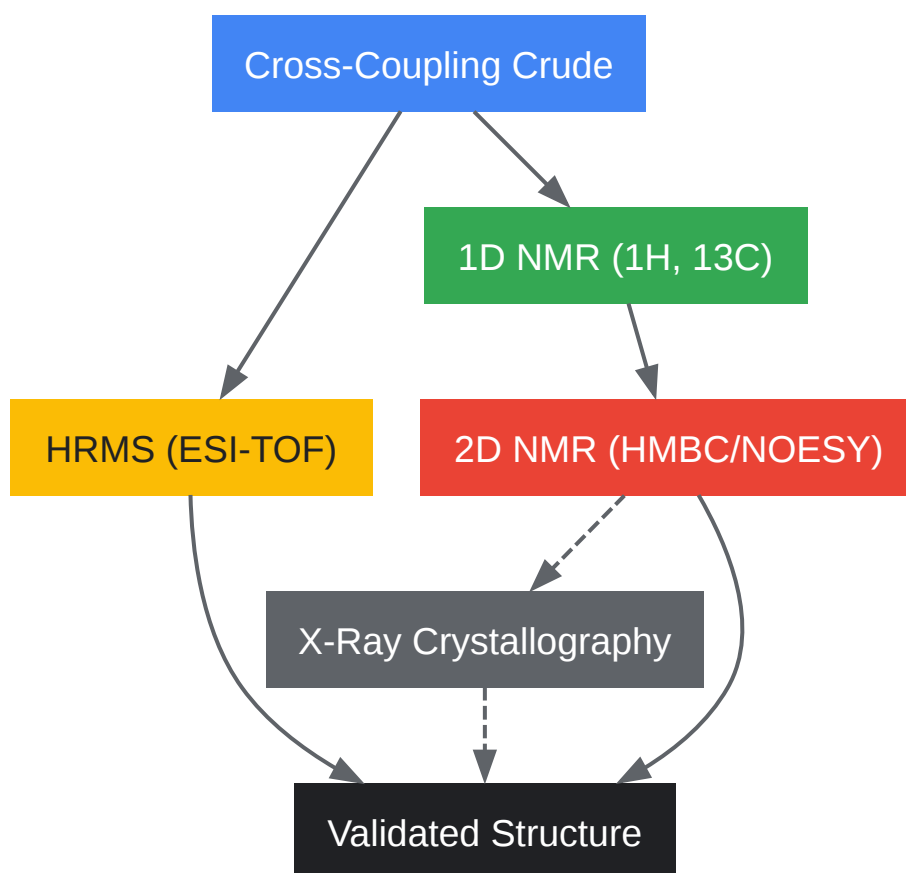 Cross-Coupling Crude
1D NMR (1H, 13C)
HRMS (ESI-TOF)
2D NMR (HMBC/NOESY)
X-Ray Crystallography
Validated Structure